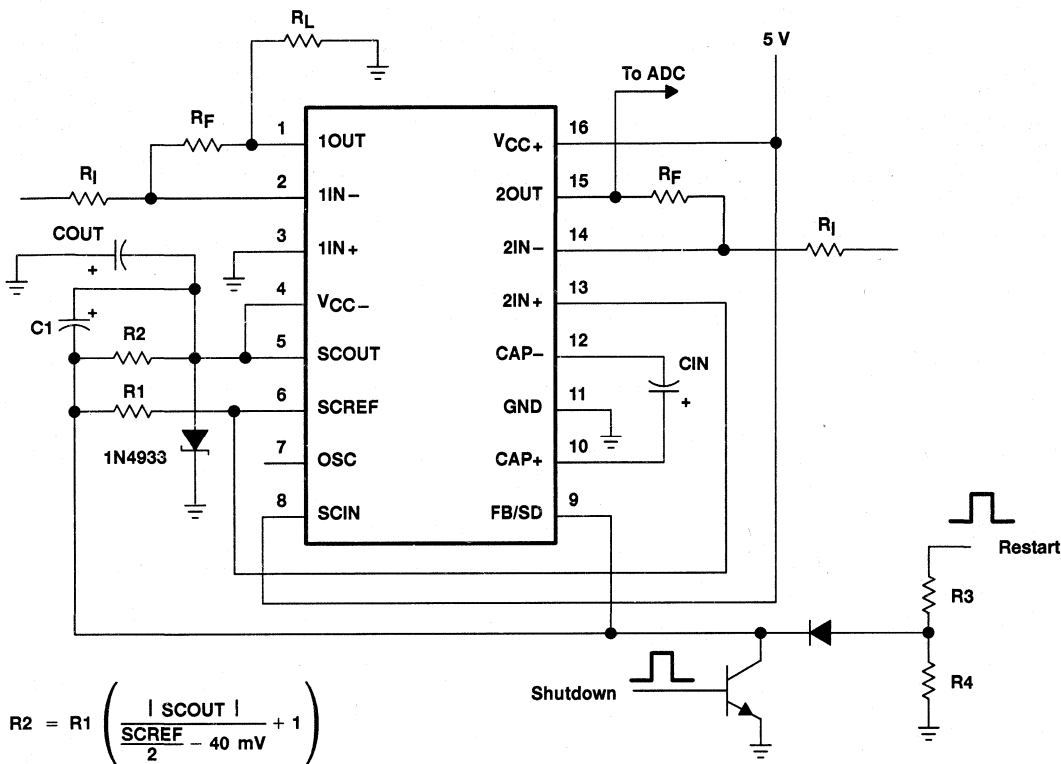 RL
5 V
To ADC
RF
1
1OUT
VCC+
16
RI
2
1IN−
2OUT
15
RF
COUT
+
3
1IN+
2IN−
14
RI
C1
+
4
VCC−
2IN+
13
R2
5
SCOUT
CAP−
12
CIN
+
R1
6
SCREF
GND
11
1N4933
7
OSC
CAP+
10
8
SCIN
FB/SD
9
Restart
R3
Shutdown
R4
R2 = R1 ( | SCOUT | / (SCREF / 2 − 40 mV) + 1 )